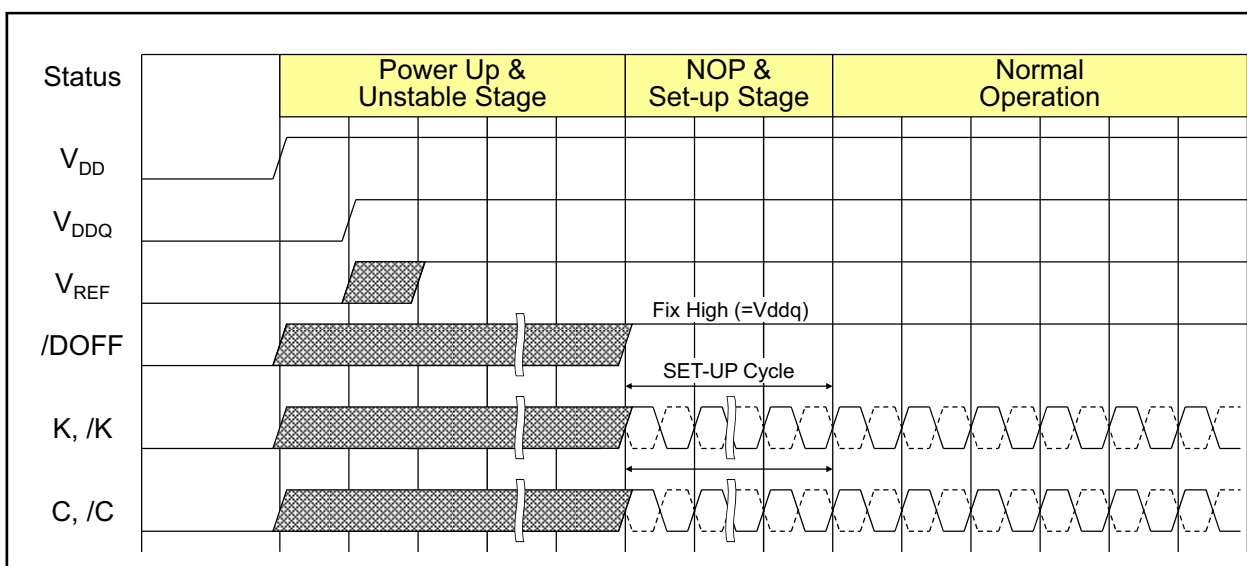 Status
Power Up &
Unstable Stage
NOP &
Set-up Stage
Normal
Operation
VDD
VDDQ
VREF
/DOFF
Fix High (=Vddq)
SET-UP Cycle
K, /K
C, /C